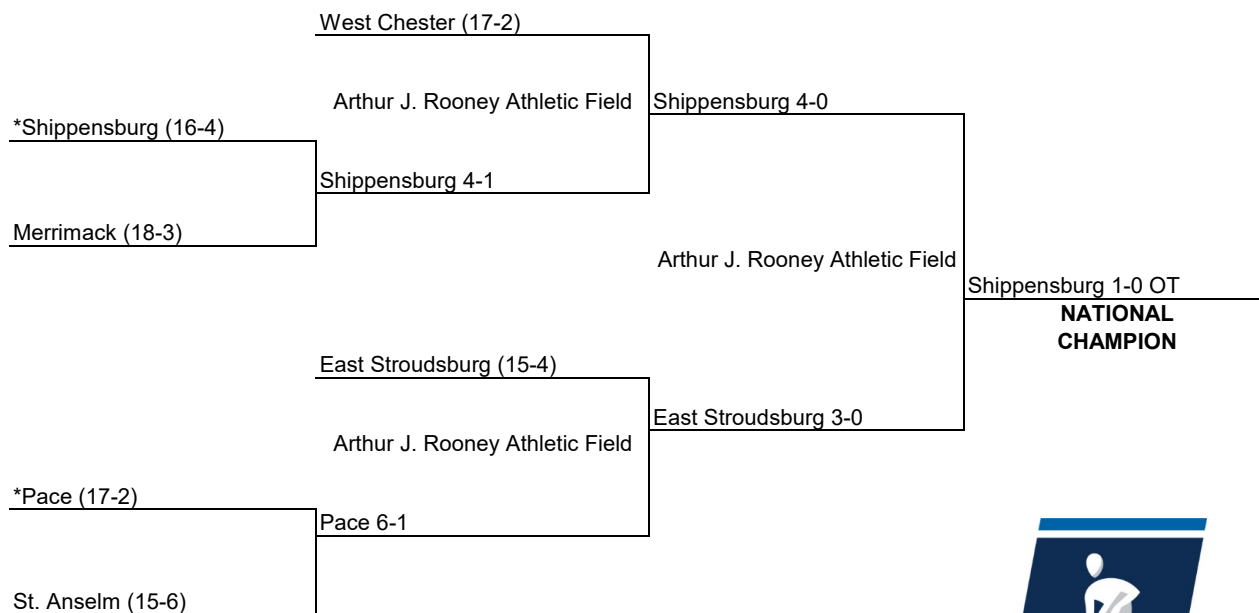 West Chester (17-2)
Arthur J. Rooney Athletic Field
Shippensburg 4-0
*Shippensburg (16-4)
Shippensburg 4-1
Merrimack (18-3)
Arthur J. Rooney Athletic Field
Shippensburg 1-0 OT
NATIONAL
CHAMPION
East Stroudsburg (15-4)
East Stroudsburg 3-0
Arthur J. Rooney Athletic Field
*Pace (17-2)
Pace 6-1
St. Anselm (15-6)